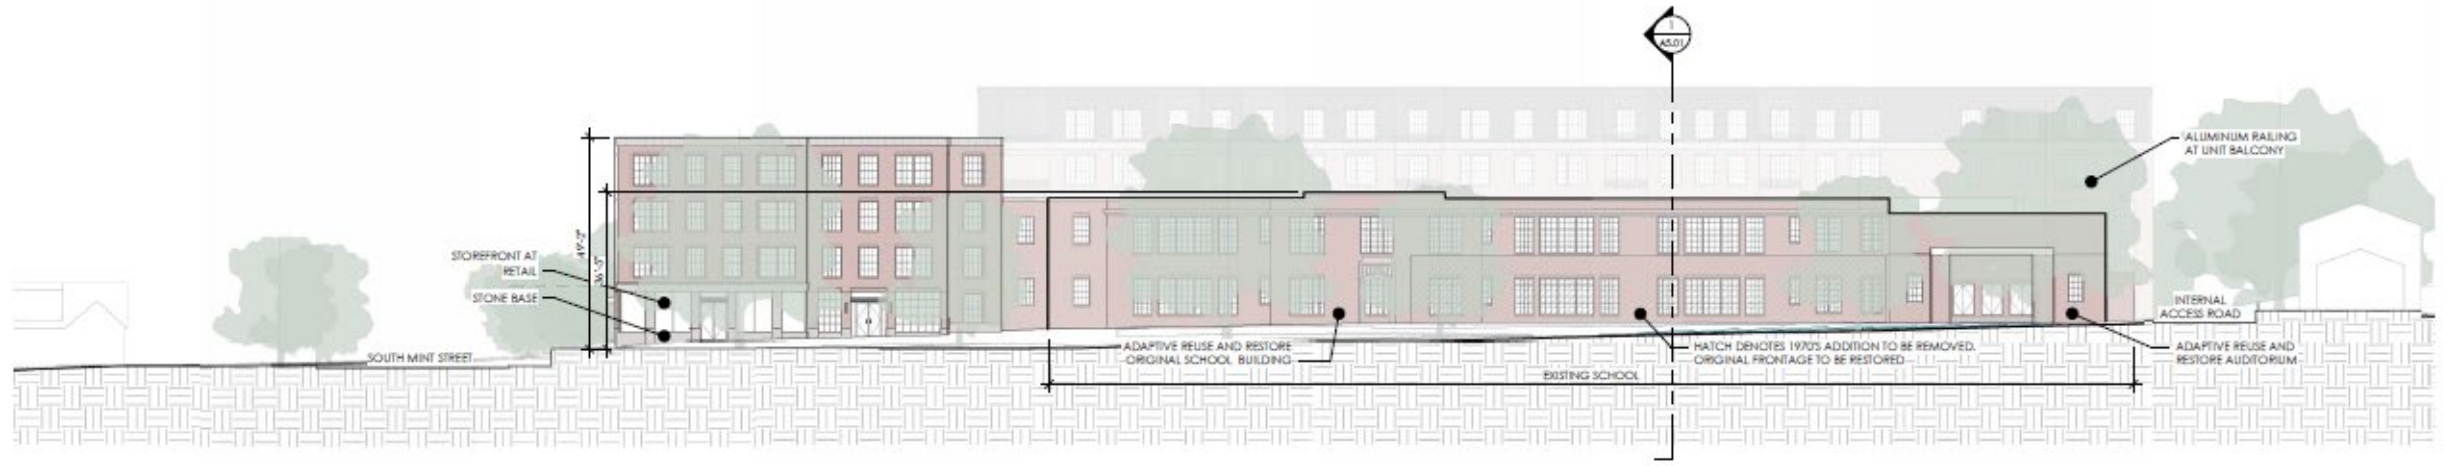 1
A5.01
ALUMINUM RAILING
AT UNIT BALCONY
49'-2"
36'-5"
STOREFRONT AT
RETAIL
STONE BASE
INTERNAL
ACCESS ROAD
SOUTH MINT STREET
ADAPTIVE REUSE AND RESTORE
ORIGINAL SCHOOL BUILDING
HATCH DENOTES 1970'S ADDITION TO BE REMOVED.
ORIGINAL FRONTAGE TO BE RESTORED
ADAPTIVE REUSE AND
RESTORE AUDITORIUM
EXISTING SCHOOL